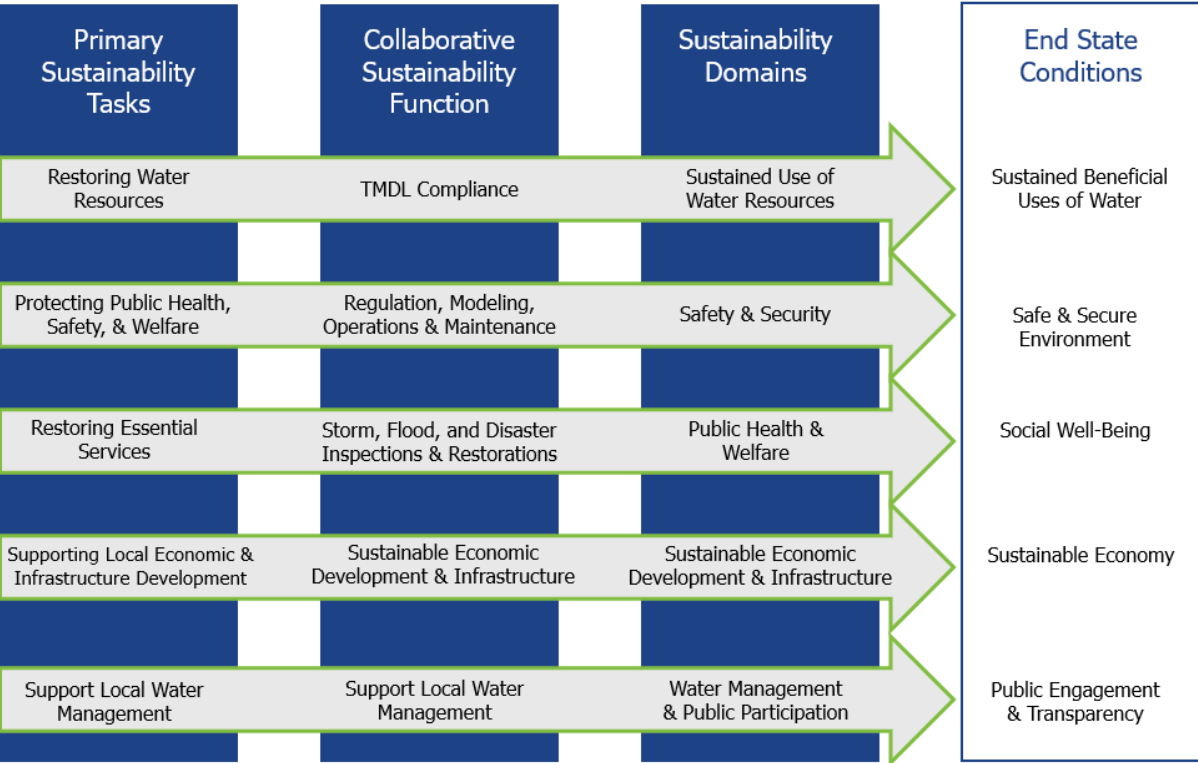 Primary
Sustainability
Tasks
Collaborative
Sustainability
Function
Sustainability
Domains
End State
Conditions
Restoring Water
Resources
TMDL Compliance
Sustained Use of
Water Resources
Sustained Beneficial
Uses of Water
Protecting Public Health,
Safety, & Welfare
Regulation, Modeling,
Operations & Maintenance
Safety & Security
Safe & Secure
Environment
Restoring Essential
Services
Storm, Flood, and Disaster
Inspections & Restorations
Public Health &
Welfare
Social Well-Being
Supporting Local Economic &
Infrastructure Development
Sustainable Economic
Development & Infrastructure
Sustainable Economic
Development & Infrastructure
Sustainable Economy
Support Local Water
Management
Support Local Water
Management
Water Management
& Public Participation
Public Engagement
& Transparency